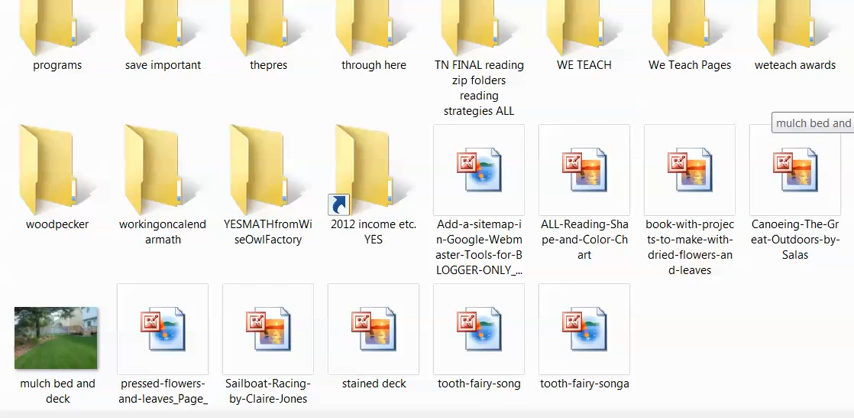 programs
save important
thepres
through here
TN FINAL reading
zip folders
reading
strategies ALL
WE TEACH
We Teach Pages
weteach awards
mulch bed and
woodpecker
workingoncalend
armath
YESMATHfromWi
seOwlFactory
2012 income etc.
YES
Add-a-sitemap-i
n-Google-Webm
aster-Tools-for-B
LOGGER-ONLY_...
ALL-Reading-Sha
pe-and-Color-Ch
art
book-with-projec
ts-to-make-with-
dried-flowers-an
d-leaves
Canoeing-The-Gr
eat-Outdoors-by-
Salas
mulch bed and
deck
pressed-flowers-
and-leaves_Page_
Sailboat-Racing-
by-Claire-Jones
stained deck
tooth-fairy-song
tooth-fairy-songa